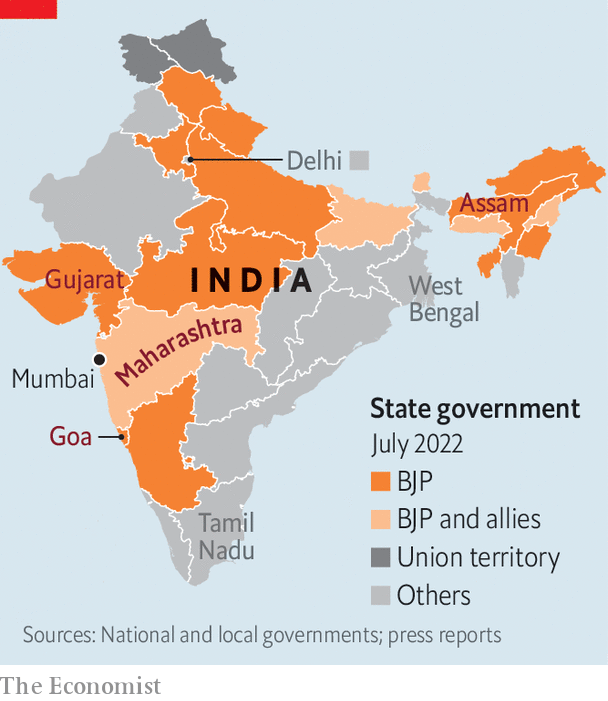 Delhi
Assam
Gujarat
INDIA
West
Bengal
Maharashtra
Mumbai
Goa
Tamil
Nadu
State government
July 2022
BJP
BJP and allies
Union territory
Others
Sources: National and local governments; press reports
The Economist